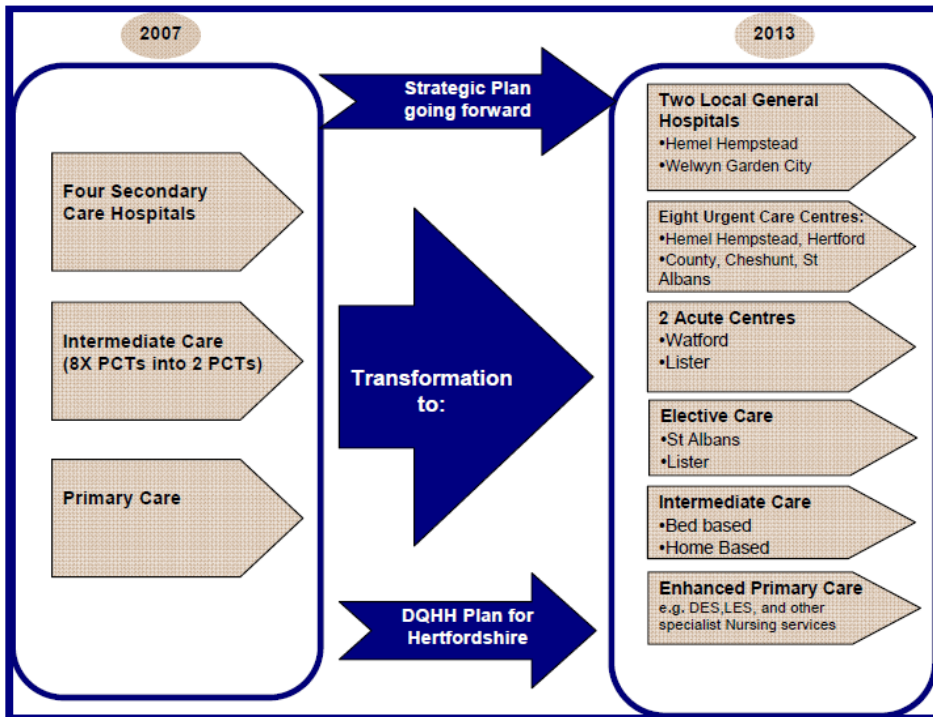 2007
Four Secondary
Care Hospitals
Intermediate Care
(8X PCTs into 2 PCTs)
Primary Care
Strategic Plan
going forward
Transformation
to:
DQHH Plan for
Hertfordshire
2013
Two Local General
Hospitals
•Hemel Hempstead
•Welwyn Garden City
Eight Urgent Care Centres:
•Hemel Hempstead, Hertford
•County, Cheshunt, St
Albans
2 Acute Centres
•Watford
•Lister
Elective Care
•St Albans
•Lister
Intermediate Care
•Bed based
•Home Based
Enhanced Primary Care
e.g. DES,LES, and other
specialist Nursing services